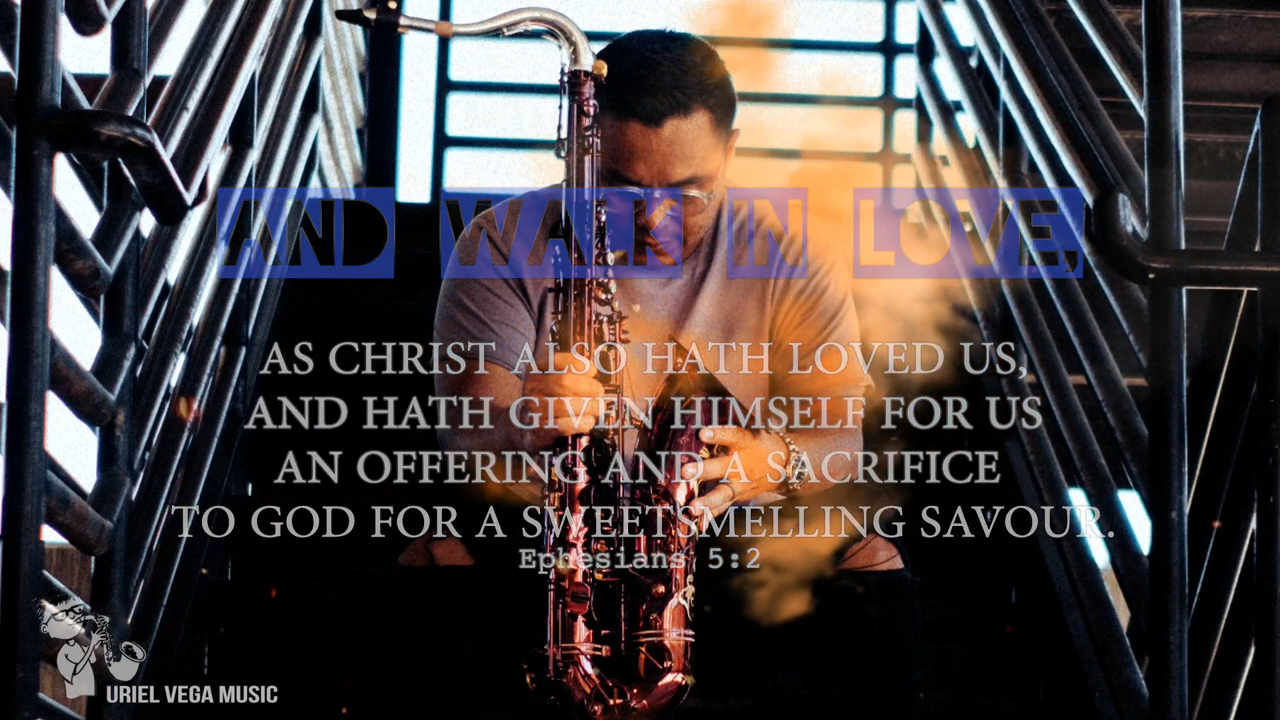 AND WALK IN LOVE,
AS CHRIST ALSO HATH LOVED US,
AND HATH GIVEN HIMSELF FOR US
AN OFFERING AND A SACRIFICE
TO GOD FOR A SWEETSMELLING SAVOUR.
Ephesians 5:2
URIEL VEGA MUSIC